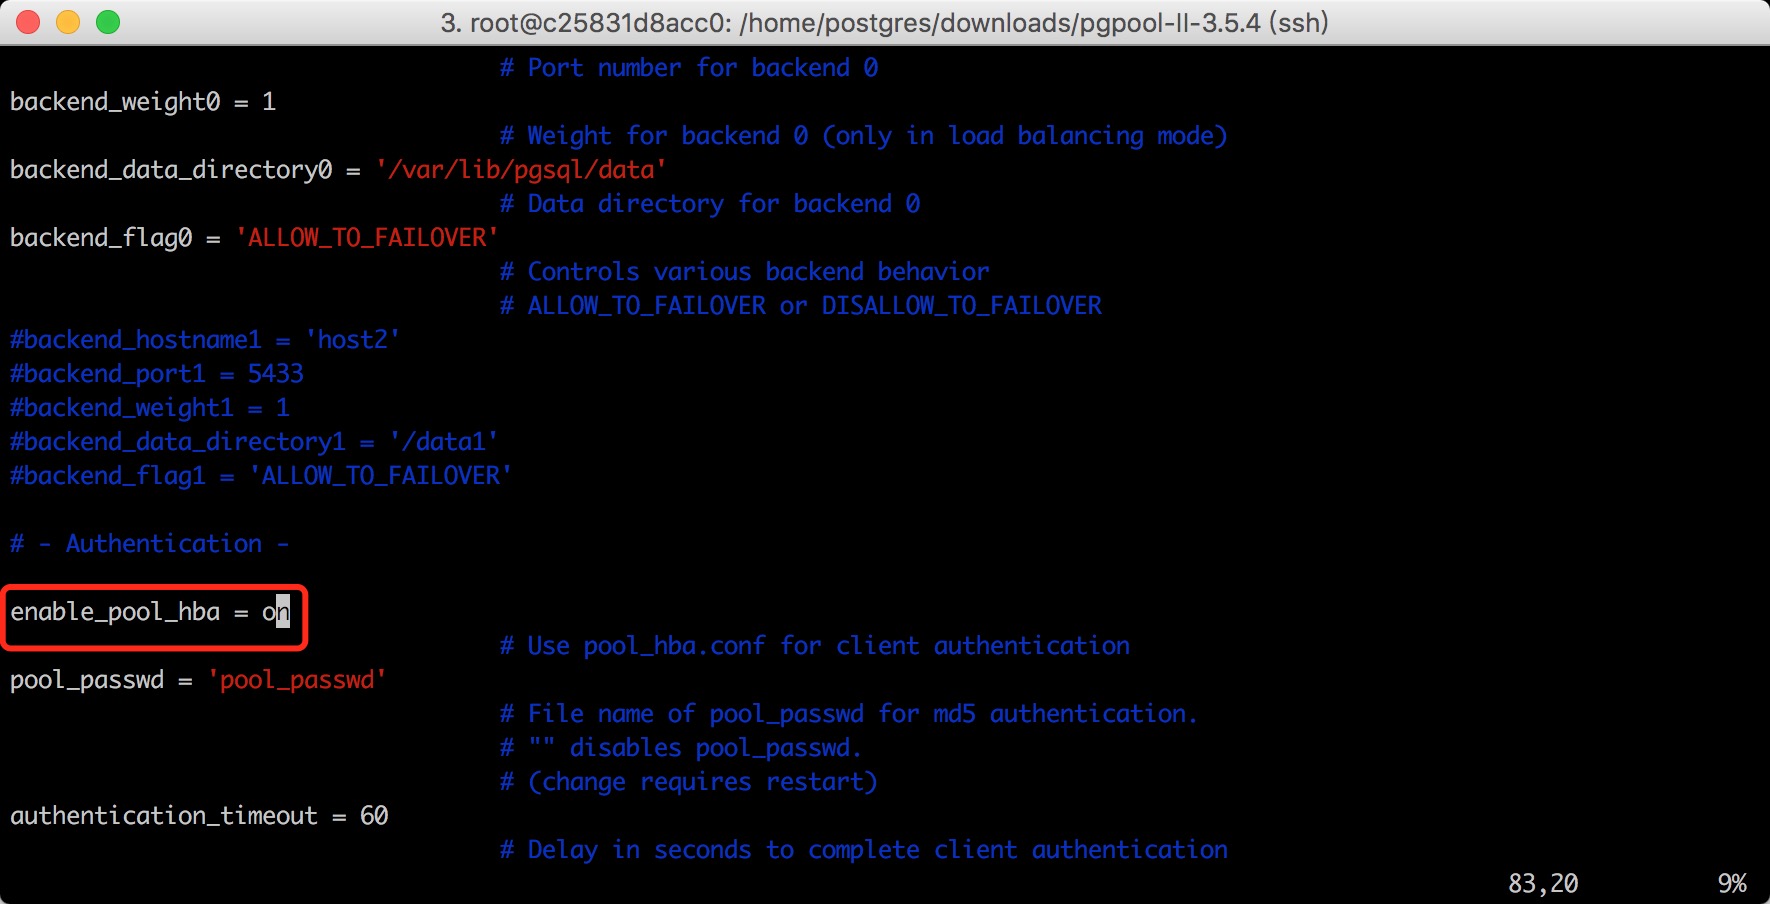 3. root@c25831d8acc0: /home/postgres/downloads/pgpool-II-3.5.4 (ssh)
# Port number for backend 0
backend_weight0 = 1
# Weight for backend 0 (only in load balancing mode)
backend_data_directory0 = '/var/lib/pgsql/data'
# Data directory for backend 0
backend_flag0 = 'ALLOW_TO_FAILOVER'
# Controls various backend behavior
# ALLOW_TO_FAILOVER or DISALLOW_TO_FAILOVER
#backend_hostname1 = 'host2'
#backend_port1 = 5433
#backend_weight1 = 1
#backend_data_directory1 = '/data1'
#backend_flag1 = 'ALLOW_TO_FAILOVER'
# - Authentication -
enable_pool_hba = on
# Use pool_hba.conf for client authentication
pool_passwd = 'pool_passwd'
# File name of pool_passwd for md5 authentication.
# "" disables pool_passwd.
# (change requires restart)
authentication_timeout = 60
# Delay in seconds to complete client authentication
83,20 9%